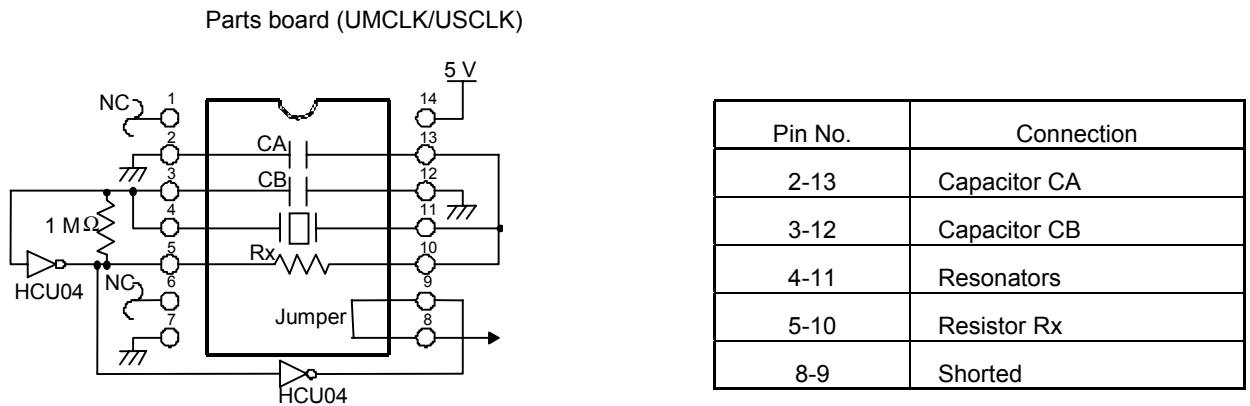 Parts board (UMCLK/USCLK)
5 V
NC 1 14
2 CA 13
3 CB 12
1 MΩ 4 11
5 Rx 10
HCU04 NC 6 9
7 Jumper 8
HCU04
Pin No. Connection
2-13 Capacitor CA
3-12 Capacitor CB
4-11 Resonators
5-10 Resistor Rx
8-9 Shorted